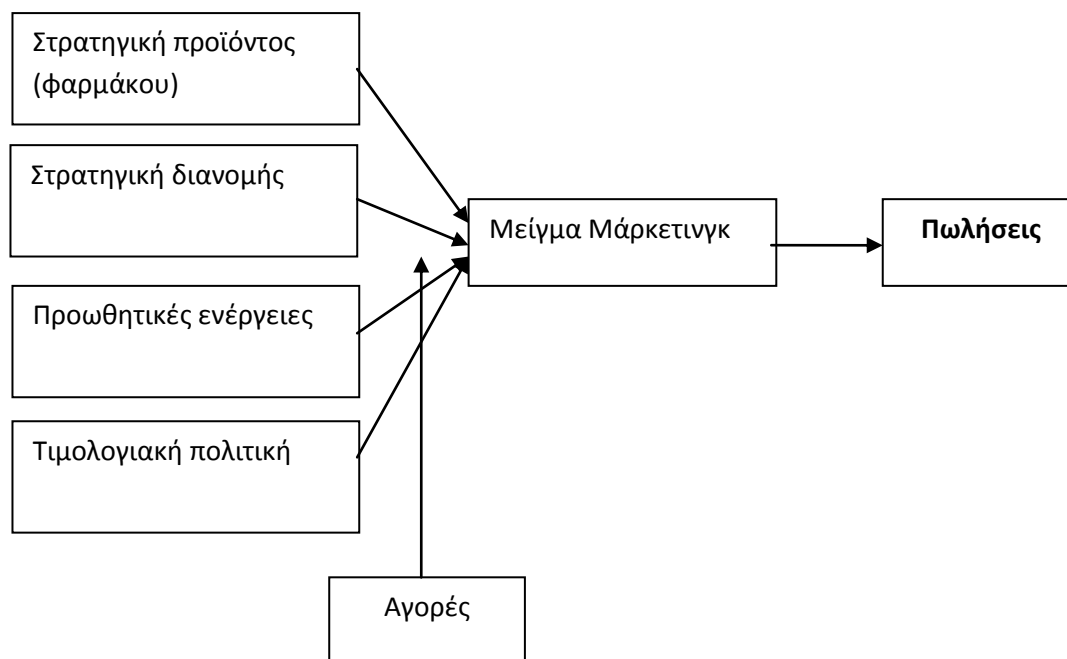 Στρατηγική προϊόντος
(φαρμάκου)
Στρατηγική διανομής
Μείγμα Μάρκετινγκ
Πωλήσεις
Προωθητικές ενέργειες
Τιμολογιακή πολιτική
Αγορές